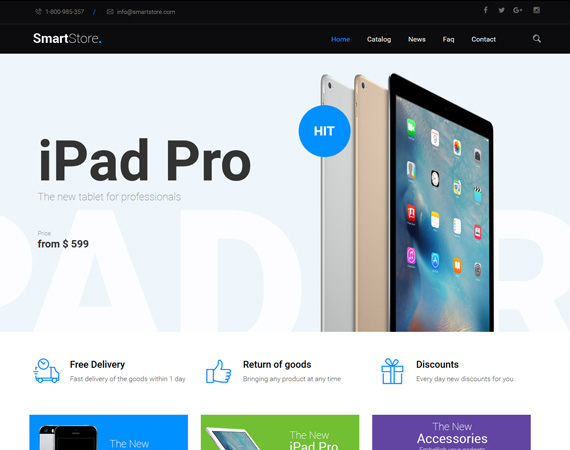 1-800-985-357 / info@smartstore.com
SmartStore.
Home Catalog News Faq Contact
HIT
iPad Pro
The new tablet for professionals
Price
from $ 599
Free Delivery
Fast delivery of the goods within 1 day
Return of goods
Bringing any product at any time
Discounts
Every day new discounts for you
The New
The New
iPad Pro
The New
Accessories